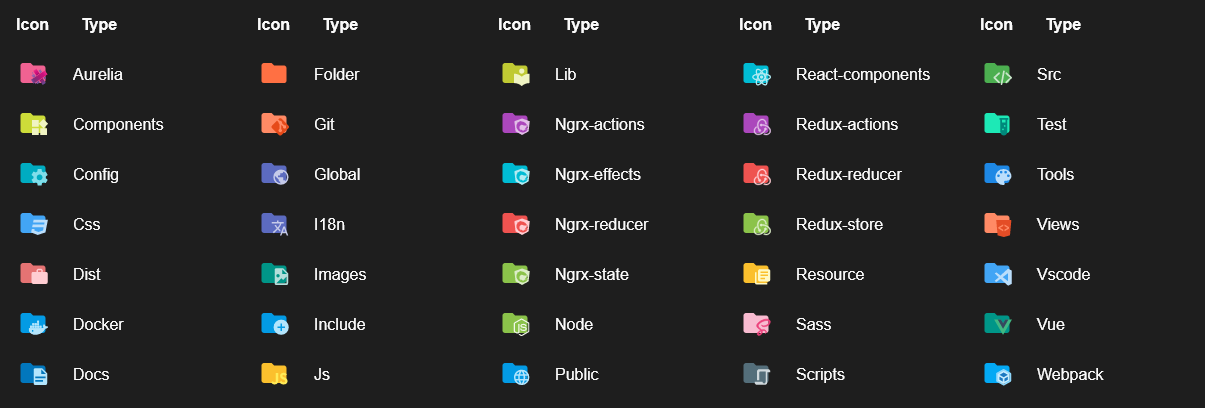 Icon Type Icon Type Icon Type Icon Type Icon Type
Aurelia Folder Lib React-components Src
Components Git Ngrx-actions Redux-actions Test
Config Global Ngrx-effects Redux-reducer Tools
Css I18n Ngrx-reducer Redux-store Views
Dist Images Ngrx-state Resource Vscode
Docker Include Node Sass Vue
Docs JS Js Public Scripts Webpack